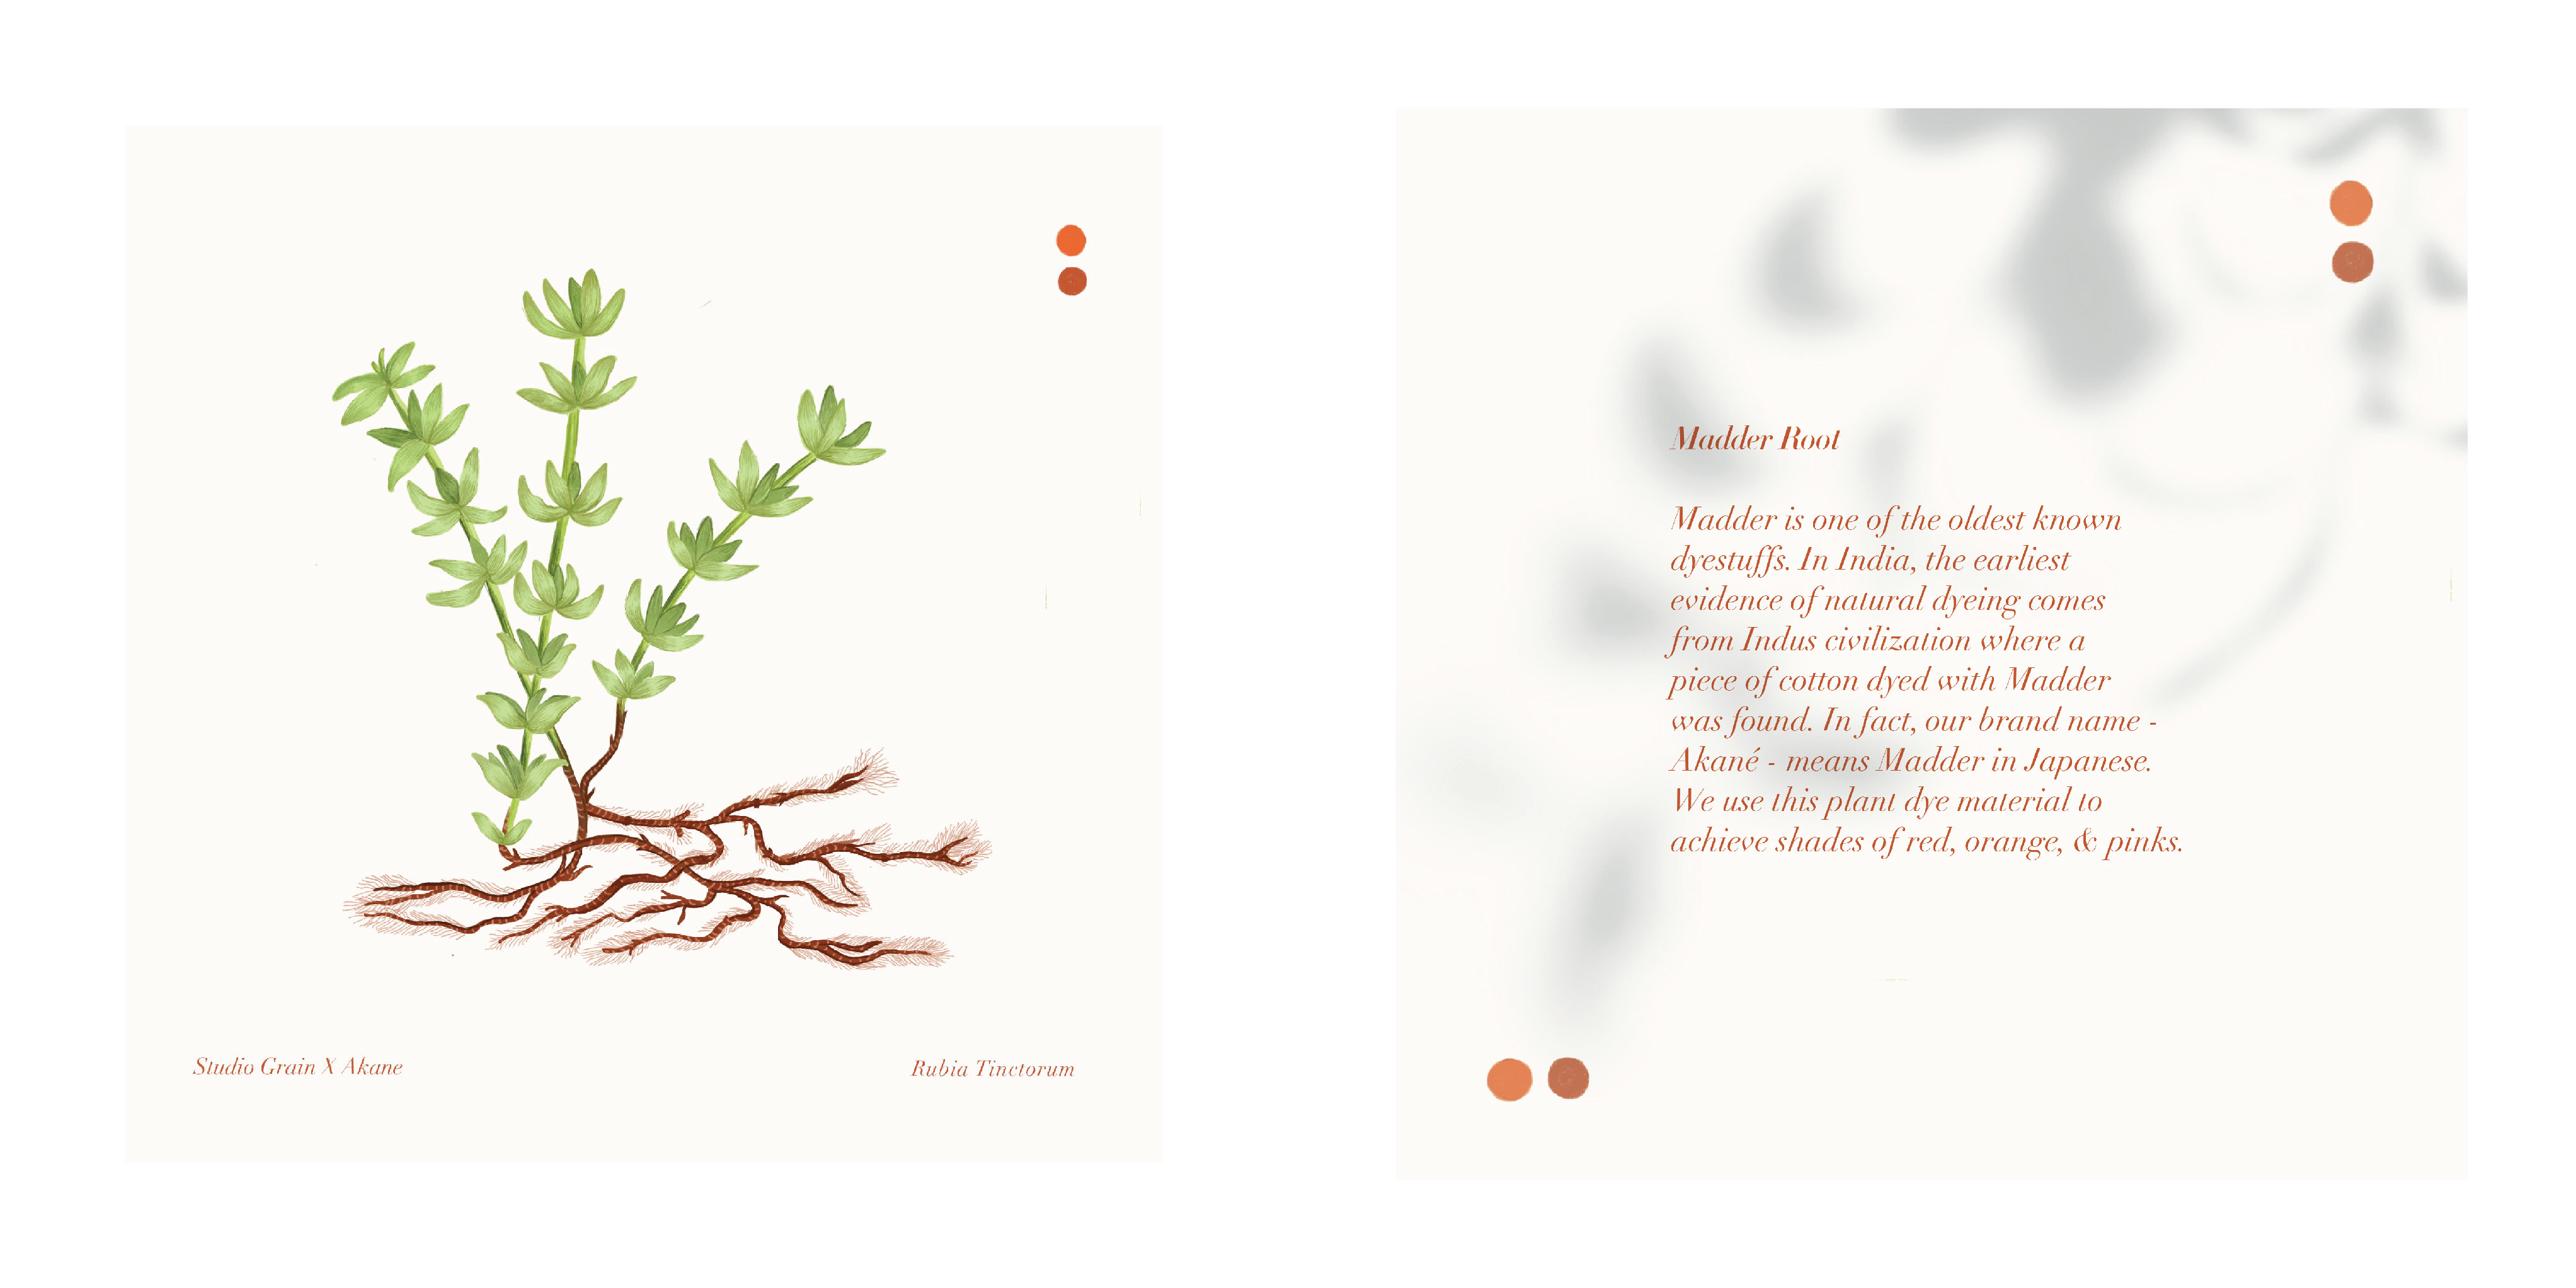 Studio Grain X Akane
Rubia Tinctorum
Madder Root
Madder is one of the oldest known
dyestuffs. In India, the earliest
evidence of natural dyeing comes
from Indus civilization where a
piece of cotton dyed with Madder
was found. In fact, our brand name -
Akané - means Madder in Japanese.
We use this plant dye material to
achieve shades of red, orange, & pinks.